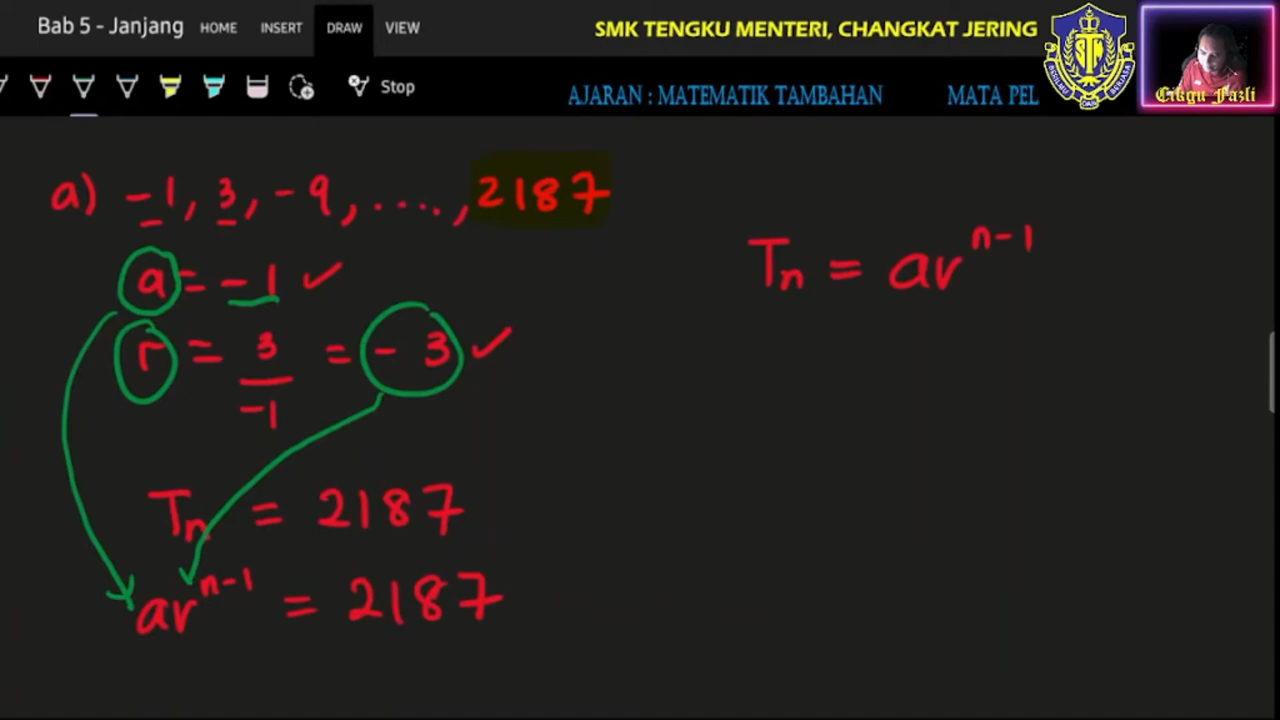 Bab 5 - Janjang HOME INSERT DRAW VIEW
SMK TENGKU MENTERI, CHANGKAT JERING
Stop
AJARAN : MATEMATIK TAMBAHAN MATA PEL
Cikgu Fazli
a) -1, 3, -9, ...., 2187
a = -1 ✓
r = 3/-1 = -3 ✓
Tn = ar^(n-1)
Tn = 2187
ar^(n-1) = 2187